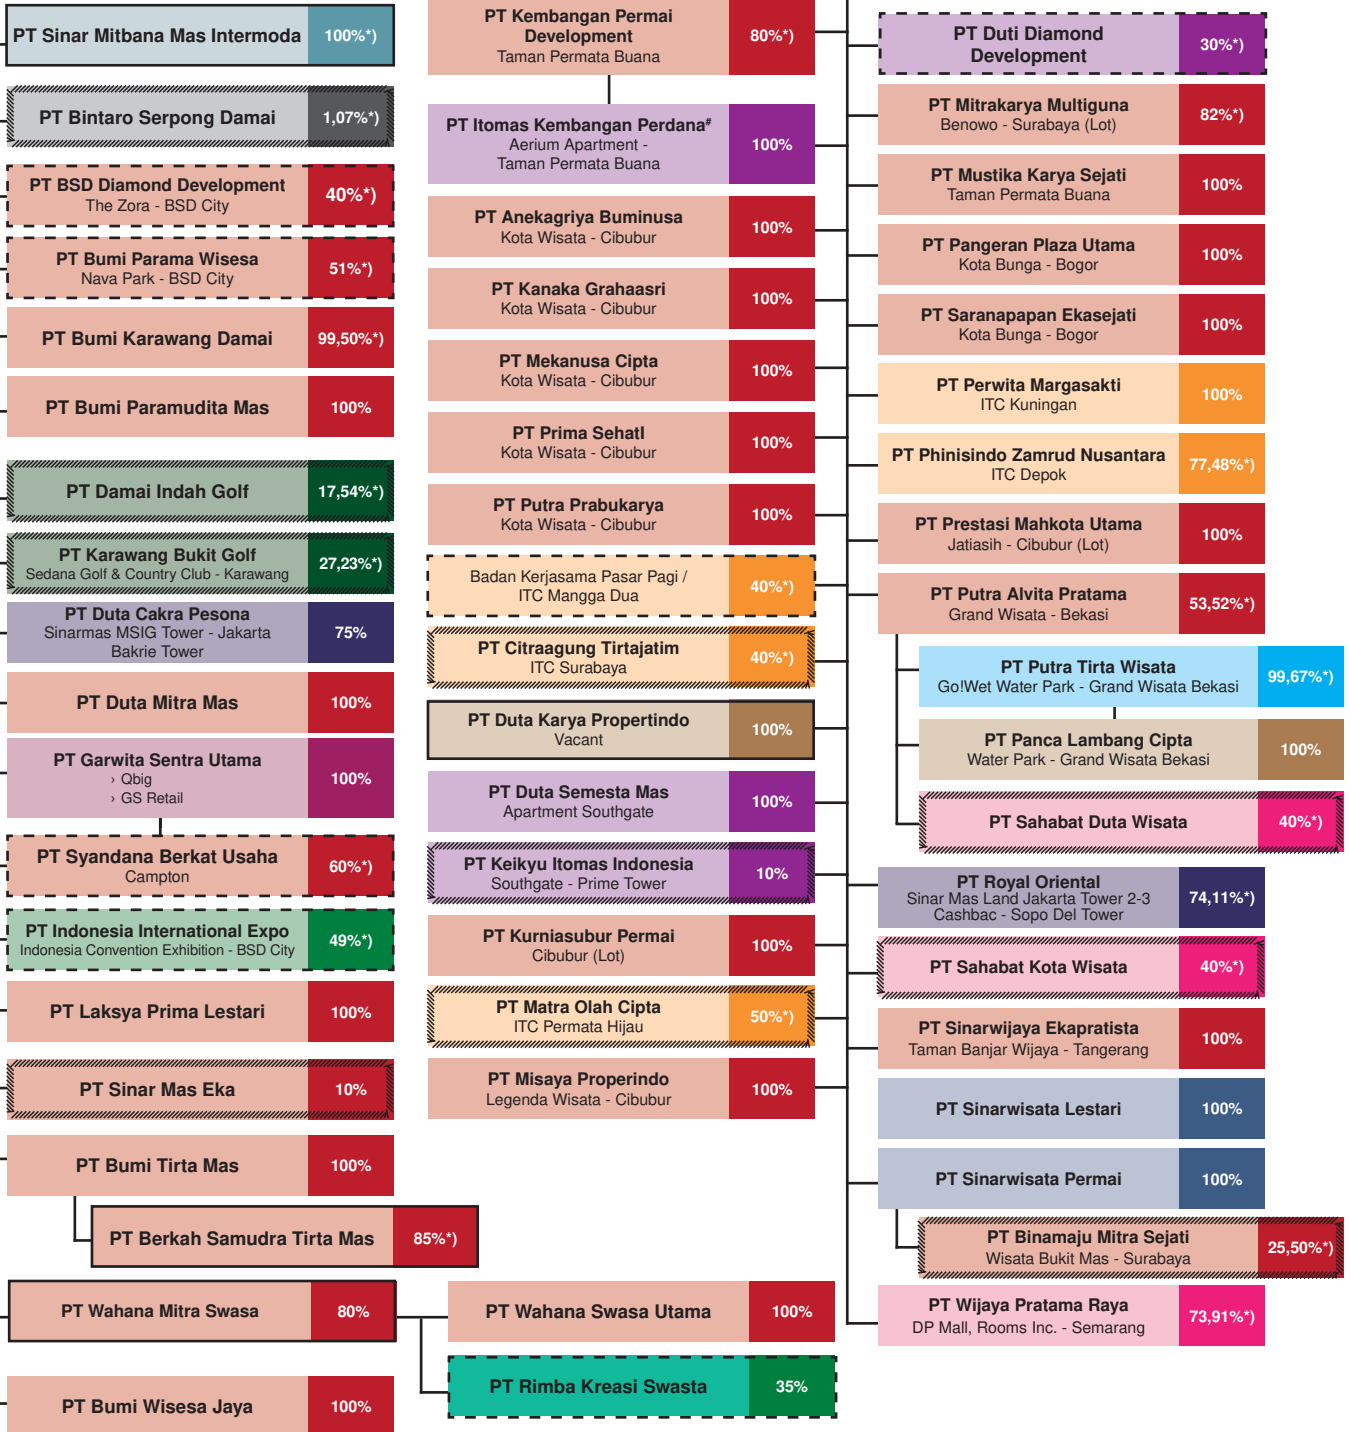 PT Sinar Mitbana Mas Intermoda
100%*)
PT Bintaro Serpong Damai
1,07%*)
PT BSD Diamond Development
The Zora - BSD City
40%*)
PT Bumi Parama Wisesa
Nava Park - BSD City
51%*)
PT Bumi Karawang Damai
99,50%*)
PT Bumi Paramudita Mas
100%
PT Damai Indah Golf
17,54%*)
PT Karawang Bukit Golf
Sedana Golf & Country Club - Karawang
27,23%*)
PT Duta Cakra Pesona
Sinarmas MSIG Tower - Jakarta
Bakrie Tower
75%
PT Duta Mitra Mas
100%
PT Garwita Sentra Utama
› Qbig
› GS Retail
100%
PT Syandana Berkat Usaha
Campton
60%*)
PT Indonesia International Expo
Indonesia Convention Exhibition - BSD City
49%*)
PT Laksya Prima Lestari
100%
PT Sinar Mas Eka
10%
PT Bumi Tirta Mas
100%
PT Berkah Samudra Tirta Mas
85%*)
PT Wahana Mitra Swasa
80%
PT Wahana Swasa Utama
100%
PT Rimba Kreasi Swasta
35%
PT Bumi Wisesa Jaya
100%
PT Kembangan Permai
Development
Taman Permata Buana
80%*)
PT Itomas Kembangan Perdana#
Aerium Apartment -
Taman Permata Buana
100%
PT Anekagriya Buminusa
Kota Wisata - Cibubur
100%
PT Kanaka Grahaasri
Kota Wisata - Cibubur
100%
PT Mekanusa Cipta
Kota Wisata - Cibubur
100%
PT Prima SehatI
Kota Wisata - Cibubur
100%
PT Putra Prabukarya
Kota Wisata - Cibubur
100%
Badan Kerjasama Pasar Pagi /
ITC Mangga Dua
40%*)
PT Citraagung Tirtajatim
ITC Surabaya
40%*)
PT Duta Karya Propertindo
Vacant
100%
PT Duta Semesta Mas
Apartment Southgate
100%
PT Keikyu Itomas Indonesia
Southgate - Prime Tower
10%
PT Kurniasubur Permai
Cibubur (Lot)
100%
PT Matra Olah Cipta
ITC Permata Hijau
50%*)
PT Misaya Properindo
Legenda Wisata - Cibubur
100%
PT Duti Diamond
Development
30%*)
PT Mitrakarya Multiguna
Benowo - Surabaya (Lot)
82%*)
PT Mustika Karya Sejati
Taman Permata Buana
100%
PT Pangeran Plaza Utama
Kota Bunga - Bogor
100%
PT Saranapapan Ekasejati
Kota Bunga - Bogor
100%
PT Perwita Margasakti
ITC Kuningan
100%
PT Phinisindo Zamrud Nusantara
ITC Depok
77,48%*)
PT Prestasi Mahkota Utama
Jatiasih - Cibubur (Lot)
100%
PT Putra Alvita Pratama
Grand Wisata - Bekasi
53,52%*)
PT Putra Tirta Wisata
Go!Wet Water Park - Grand Wisata Bekasi
99,67%*)
PT Panca Lambang Cipta
Water Park - Grand Wisata Bekasi
100%
PT Sahabat Duta Wisata
40%*)
PT Royal Oriental
Sinar Mas Land Jakarta Tower 2-3
Cashbac - Sopo Del Tower
74,11%*)
PT Sahabat Kota Wisata
40%*)
PT Sinarwijaya Ekapratista
Taman Banjar Wijaya - Tangerang
100%
PT Sinarwisata Lestari
100%
PT Sinarwisata Permai
100%
PT Binamaju Mitra Sejati
Wisata Bukit Mas - Surabaya
25,50%*)
PT Wijaya Pratama Raya
DP Mall, Rooms Inc. - Semarang
73,91%*)